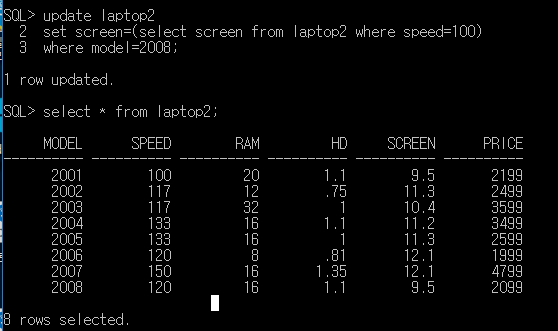 SQL> update laptop2
2 set screen=(select screen from laptop2 where speed=100)
3 where model=2008;
1 row updated.
SQL> select * from laptop2;
MODEL SPEED RAM HD SCREEN PRICE
---------- ---------- ---------- ---------- ---------- ----------
2001 100 20 1.1 9.5 2199
2002 117 12 .75 11.3 2499
2003 117 32 1 10.4 3599
2004 133 16 1.1 11.2 3499
2005 133 16 1 11.3 2599
2006 120 8 .81 12.1 1999
2007 150 16 1.35 12.1 4799
2008 120 16 1.1 9.5 2099
8 rows selected.